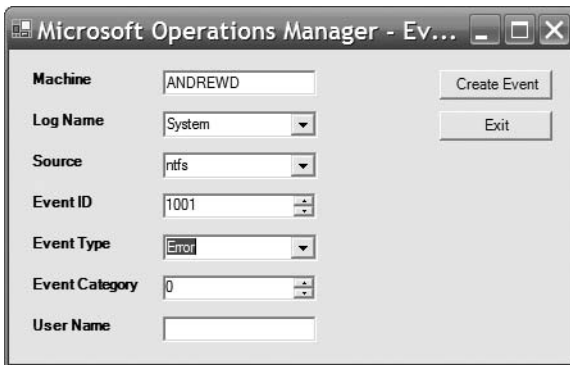 Microsoft Operations Manager - Ev...
Machine ANDREWD Create Event
Log Name System Exit
Source ntfs
Event ID 1001
Event Type Error
Event Category 0
User Name